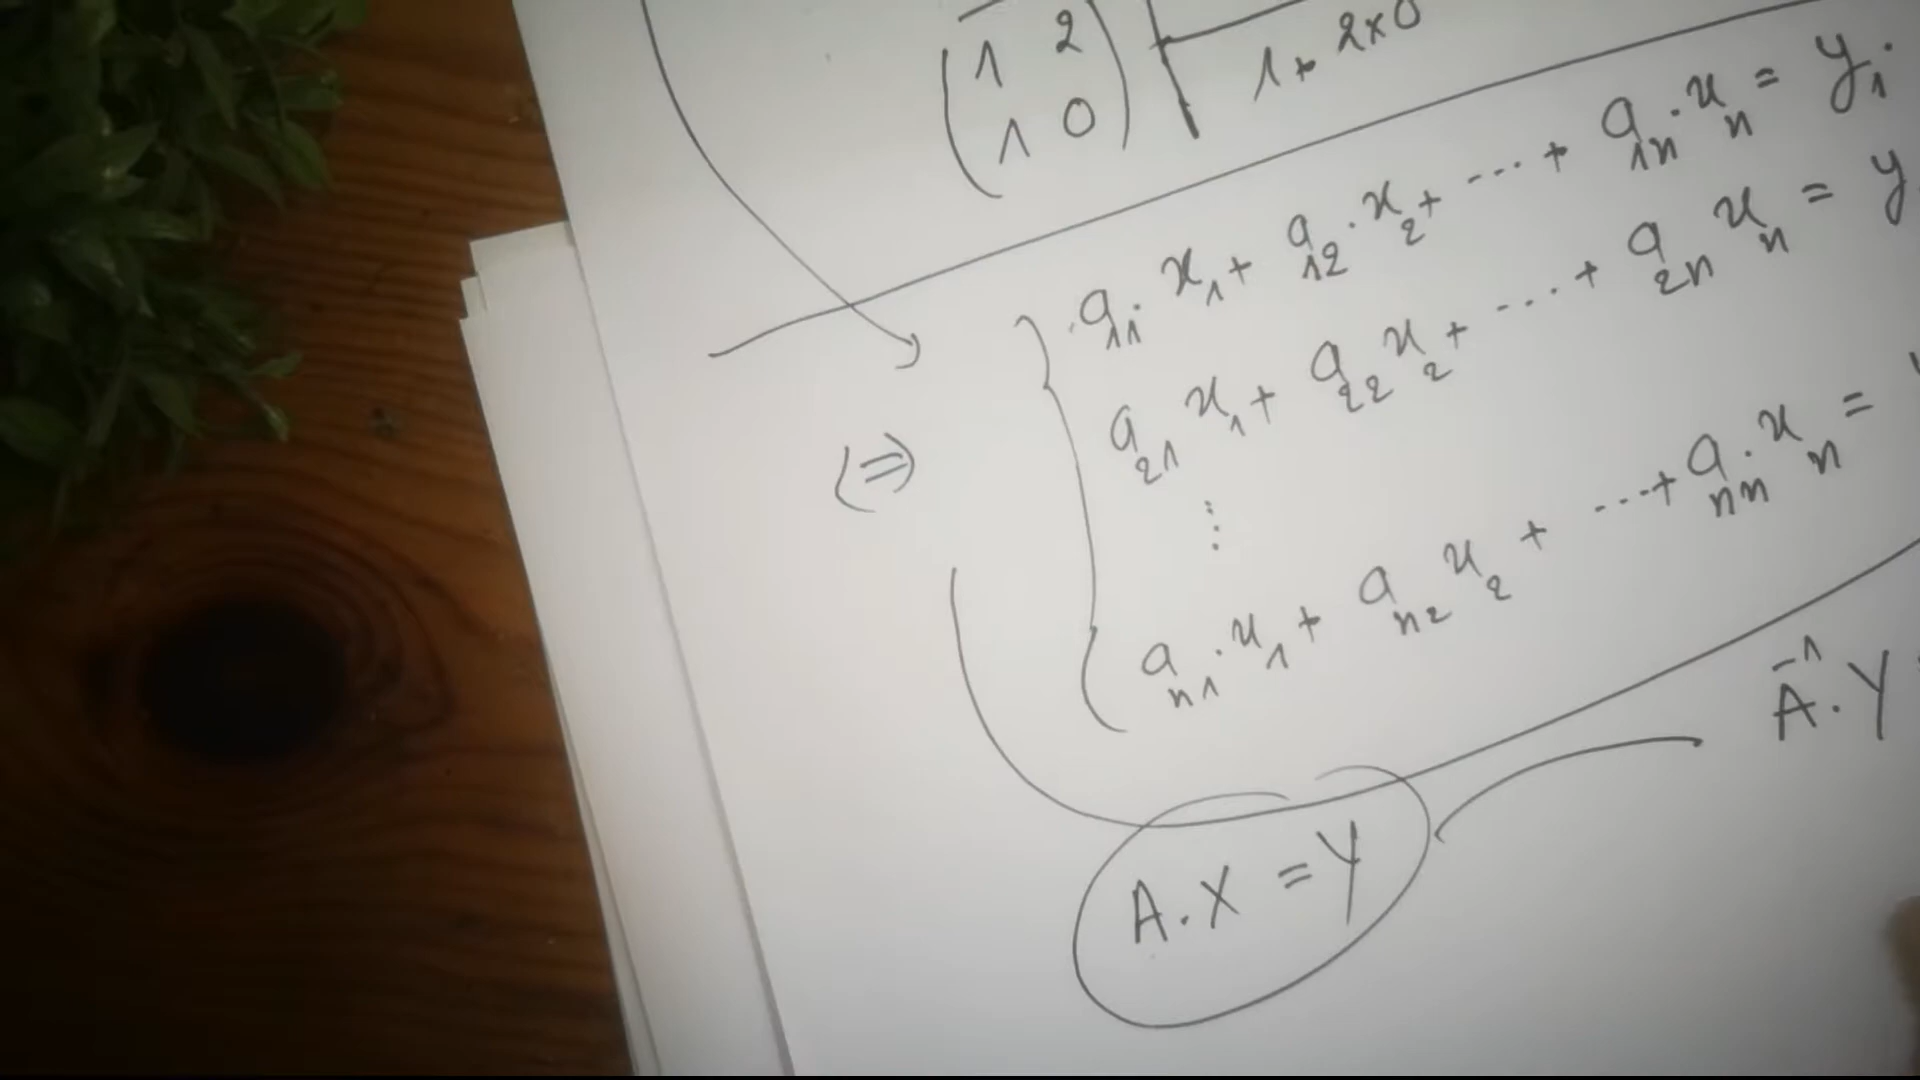 1 2
1 0
1 + 2×0
a₁₁ x₁ + a₁₂ . x₂ + ... + a₁ₙ . xₙ = y₁
a₂₁ x₁ + a₂₂ x₂ + ... + a₂ₙ xₙ = y
⋮
aₙ₁ . x₁ + aₙ₂ x₂ + ... + aₙₙ . xₙ =
(=)
A⁻¹ . Y
A . X = Y